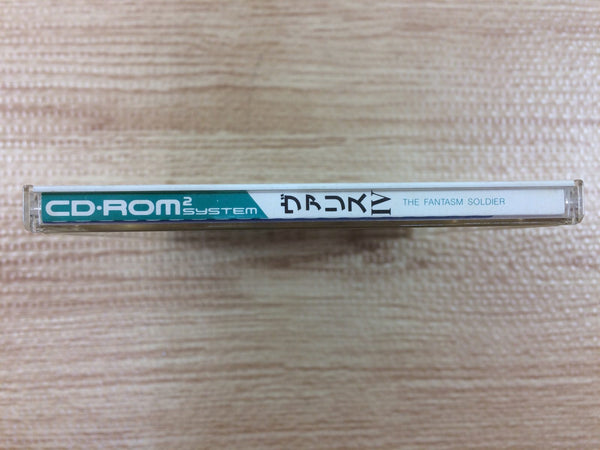 CD·ROM² SYSTEM ヴァリスIV THE FANTASM SOLDIER